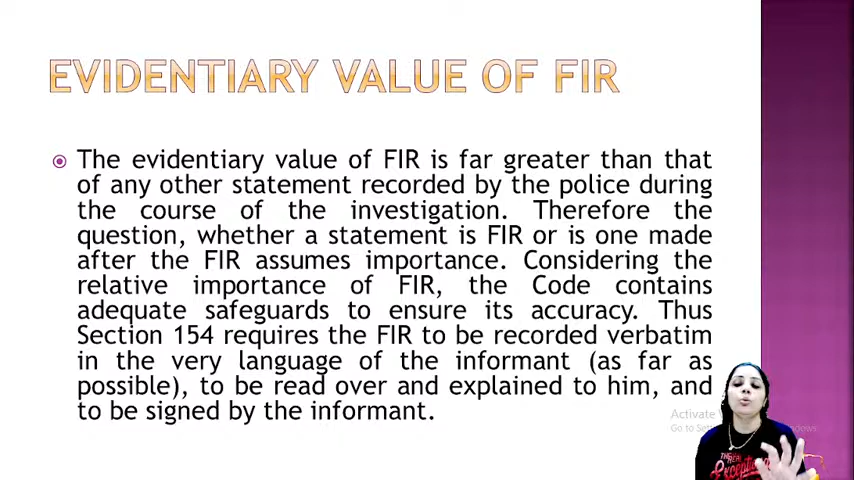 EVIDENTIARY VALUE OF FIR
The evidentiary value of FIR is far greater than that
of any other statement recorded by the police during
the course of the investigation. Therefore the
question, whether a statement is FIR or is one made
after the FIR assumes importance. Considering the
relative importance of FIR, the Code contains
adequate safeguards to ensure its accuracy. Thus
Section 154 requires the FIR to be recorded verbatim
in the very language of the informant (as far as
possible), to be read over and explained to him, and
to be signed by the informant.
Activate
Go to
THE REAL
Exception